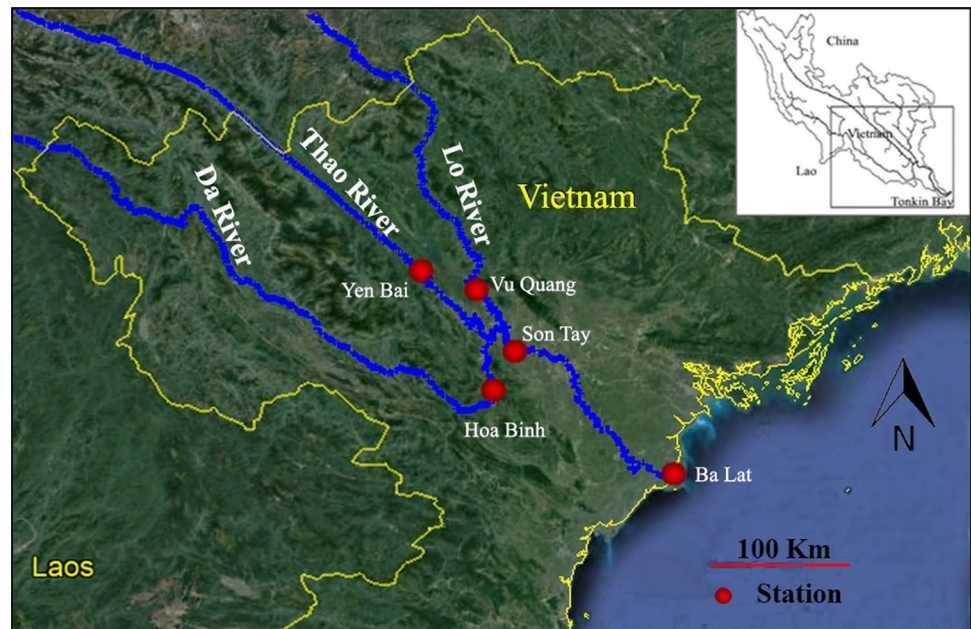 China
Vietnam
Lao
Tonkin Bay
Thao River
Lo River
Da River
Vietnam
Yen Bai
Vu Quang
Son Tay
Hoa Binh
Ba Lat
N
Laos
100 Km
Station